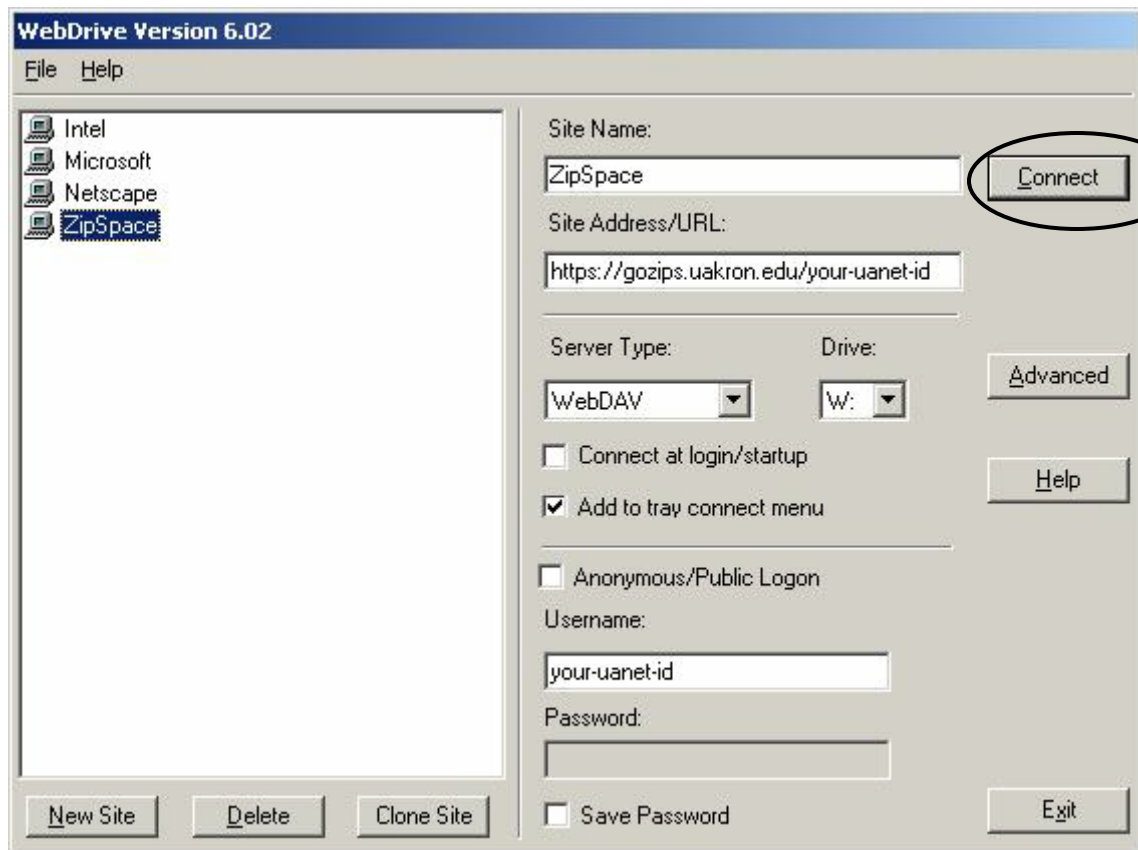 WebDrive Version 6.02
File Help
Intel
Microsoft
Netscape
ZipSpace
New Site Delete Clone Site
Site Name:
ZipSpace
Connect
Site Address/URL:
https://gozips.uakron.edu/your-uanet-id
Server Type: Drive:
WebDAV W:
Advanced
Connect at login/startup
Help
Add to tray connect menu
Anonymous/Public Logon
Username:
your-uanet-id
Password:
Save Password
Exit